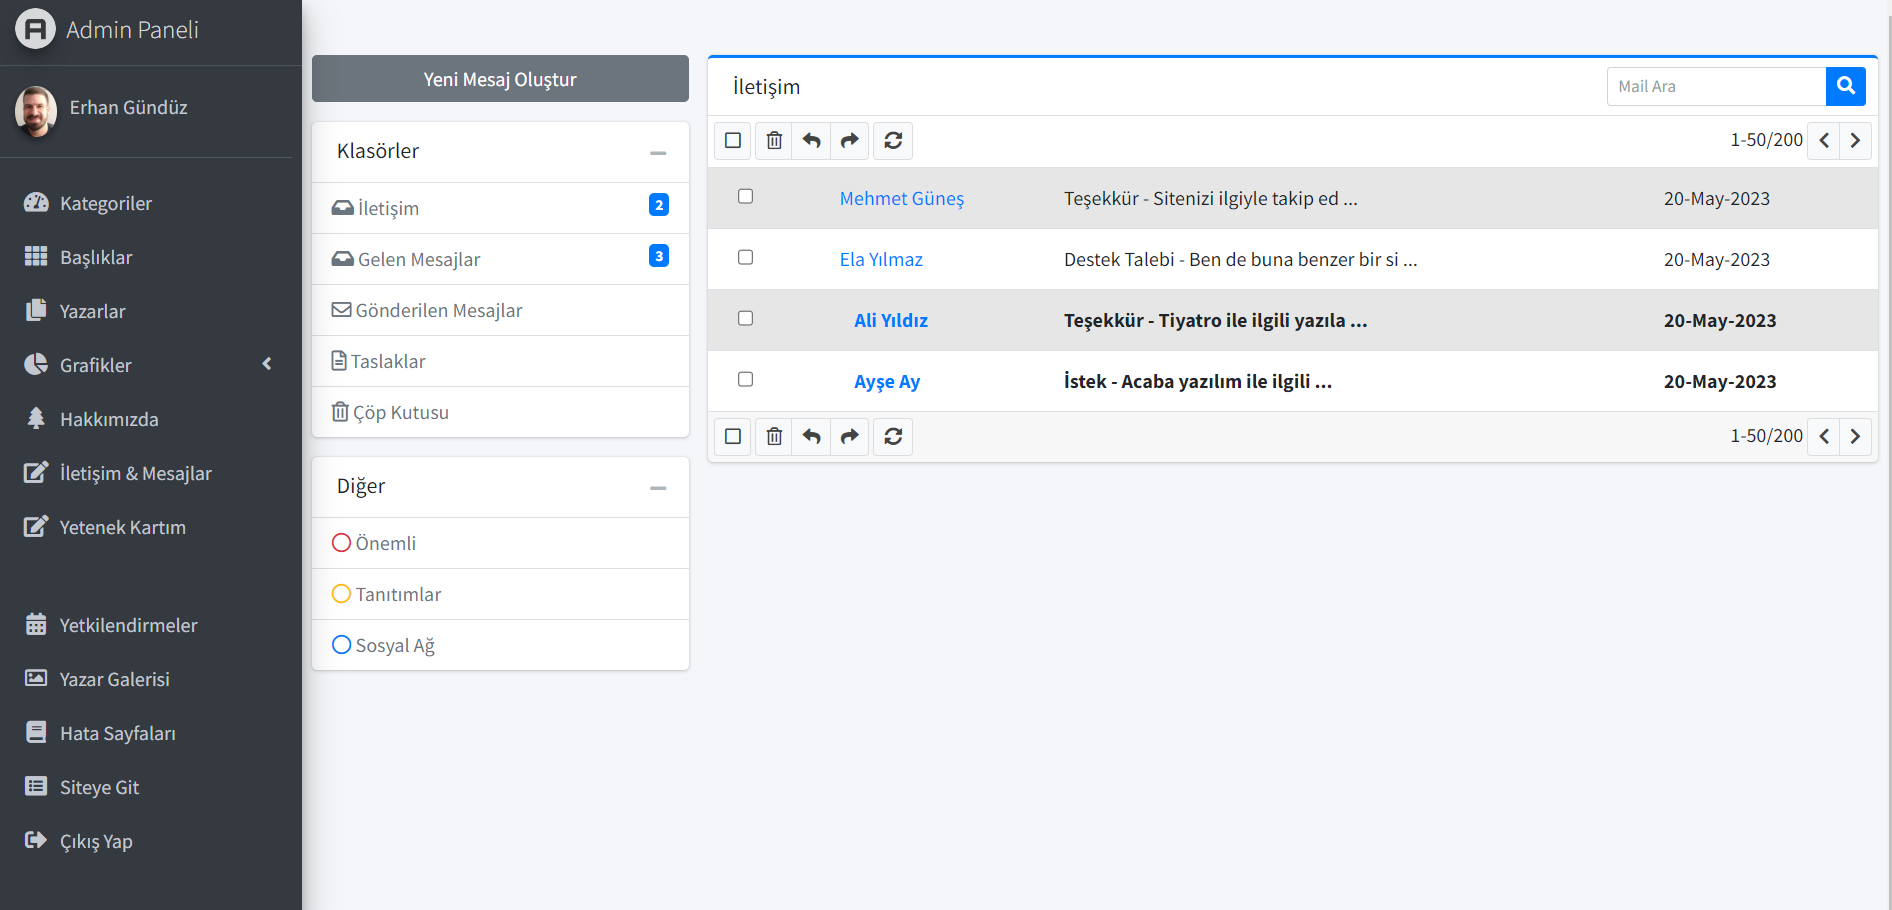 Admin Paneli
Erhan Gündüz
Kategoriler
Başlıklar
Yazarlar
Grafikler
Hakkımızda
İletişim & Mesajlar
Yetenek Kartım
Yetkilendirmeler
Yazar Galerisi
Hata Sayfaları
Siteye Git
Çıkış Yap
Yeni Mesaj Oluştur
Klasörler
İletişim 2
Gelen Mesajlar 3
Gönderilen Mesajlar
Taslaklar
Çöp Kutusu
Diğer
Önemli
Tanıtımlar
Sosyal Ağ
İletişim
Mail Ara
1-50/200
Mehmet Güneş Teşekkür - Sitenizi ilgiyle takip ed ... 20-May-2023
Ela Yılmaz Destek Talebi - Ben de buna benzer bir si ... 20-May-2023
Ali Yıldız Teşekkür - Tiyatro ile ilgili yazıla ... 20-May-2023
Ayşe Ay İstek - Acaba yazılım ile ilgili ... 20-May-2023
1-50/200